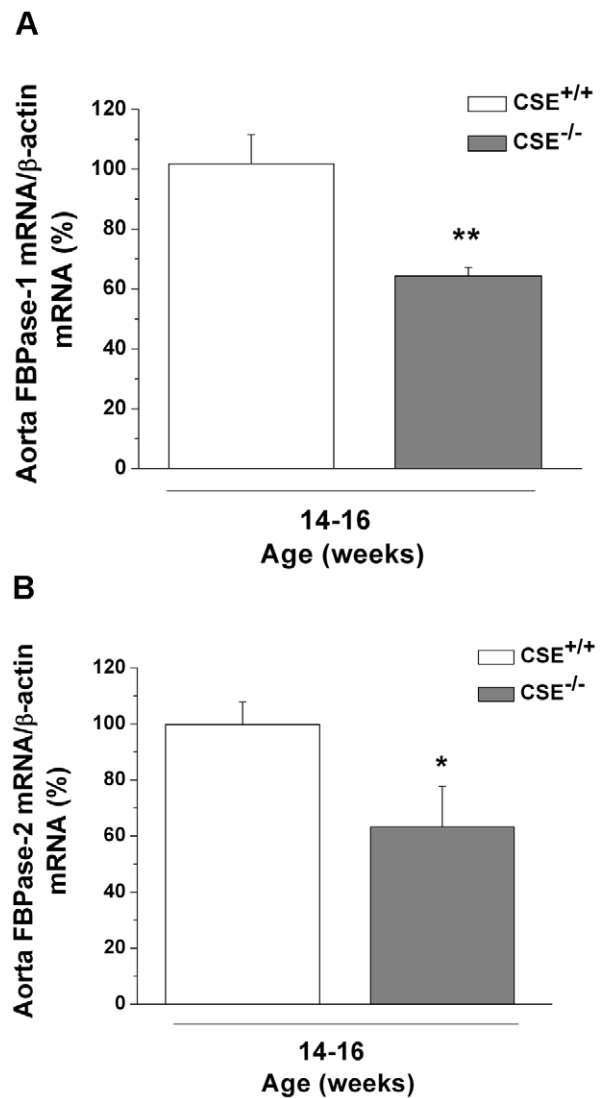 A
CSE+/+
CSE-/-
Aorta FBPase-1 mRNA/β-actin
mRNA (%)
120
100
80
60
40
20
0
**
14-16
Age (weeks)
B
CSE+/+
CSE-/-
Aorta FBPase-2 mRNA/β-actin
mRNA (%)
120
100
80
60
40
20
0
*
14-16
Age (weeks)